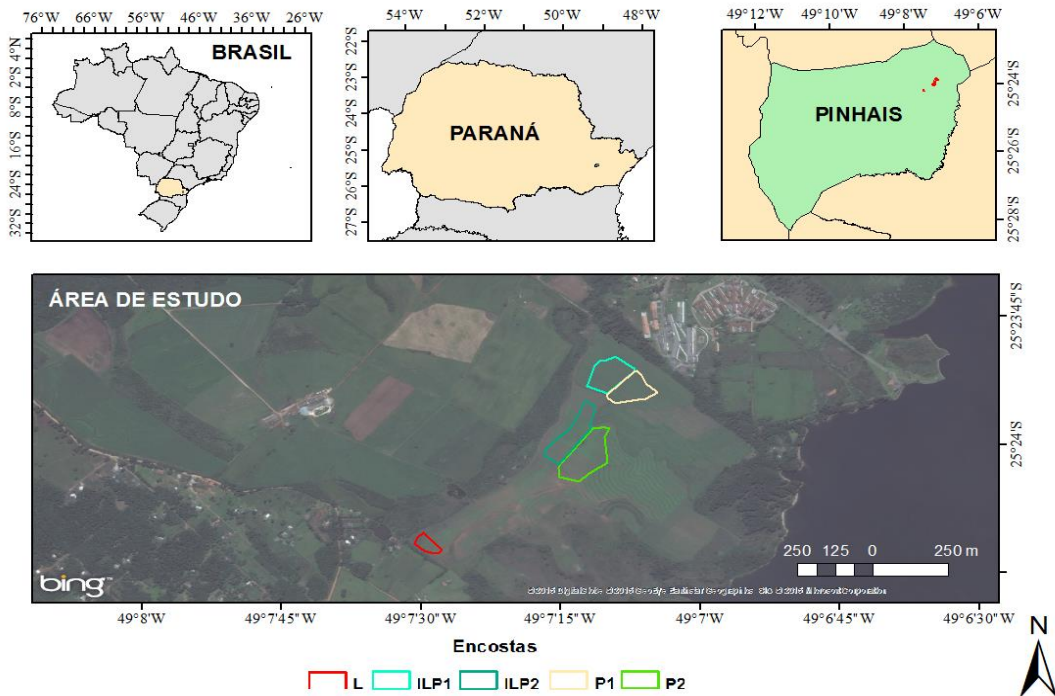 76°W 66°W 56°W 46°W 36°W 26°W
4°N
2°S
8°S
16°S
24°S
32°S
BRASIL
54°W 52°W 50°W 48°W
22°S
23°S
24°S
25°S
26°S
27°S
PARANÁ
49°12'W 49°10'W 49°8'W 49°6'W
25°24'S
25°26'S
25°28'S
PINHAIS
ÁREA DE ESTUDO
25°23'45"S
25°24'S
250 125 0 250 m
bing
49°8'W 49°7'45"W 49°7'30"W 49°7'15"W 49°7'W 49°6'45"W 49°6'30"W
Encostas
L ILP1 ILP2 P1 P2
N